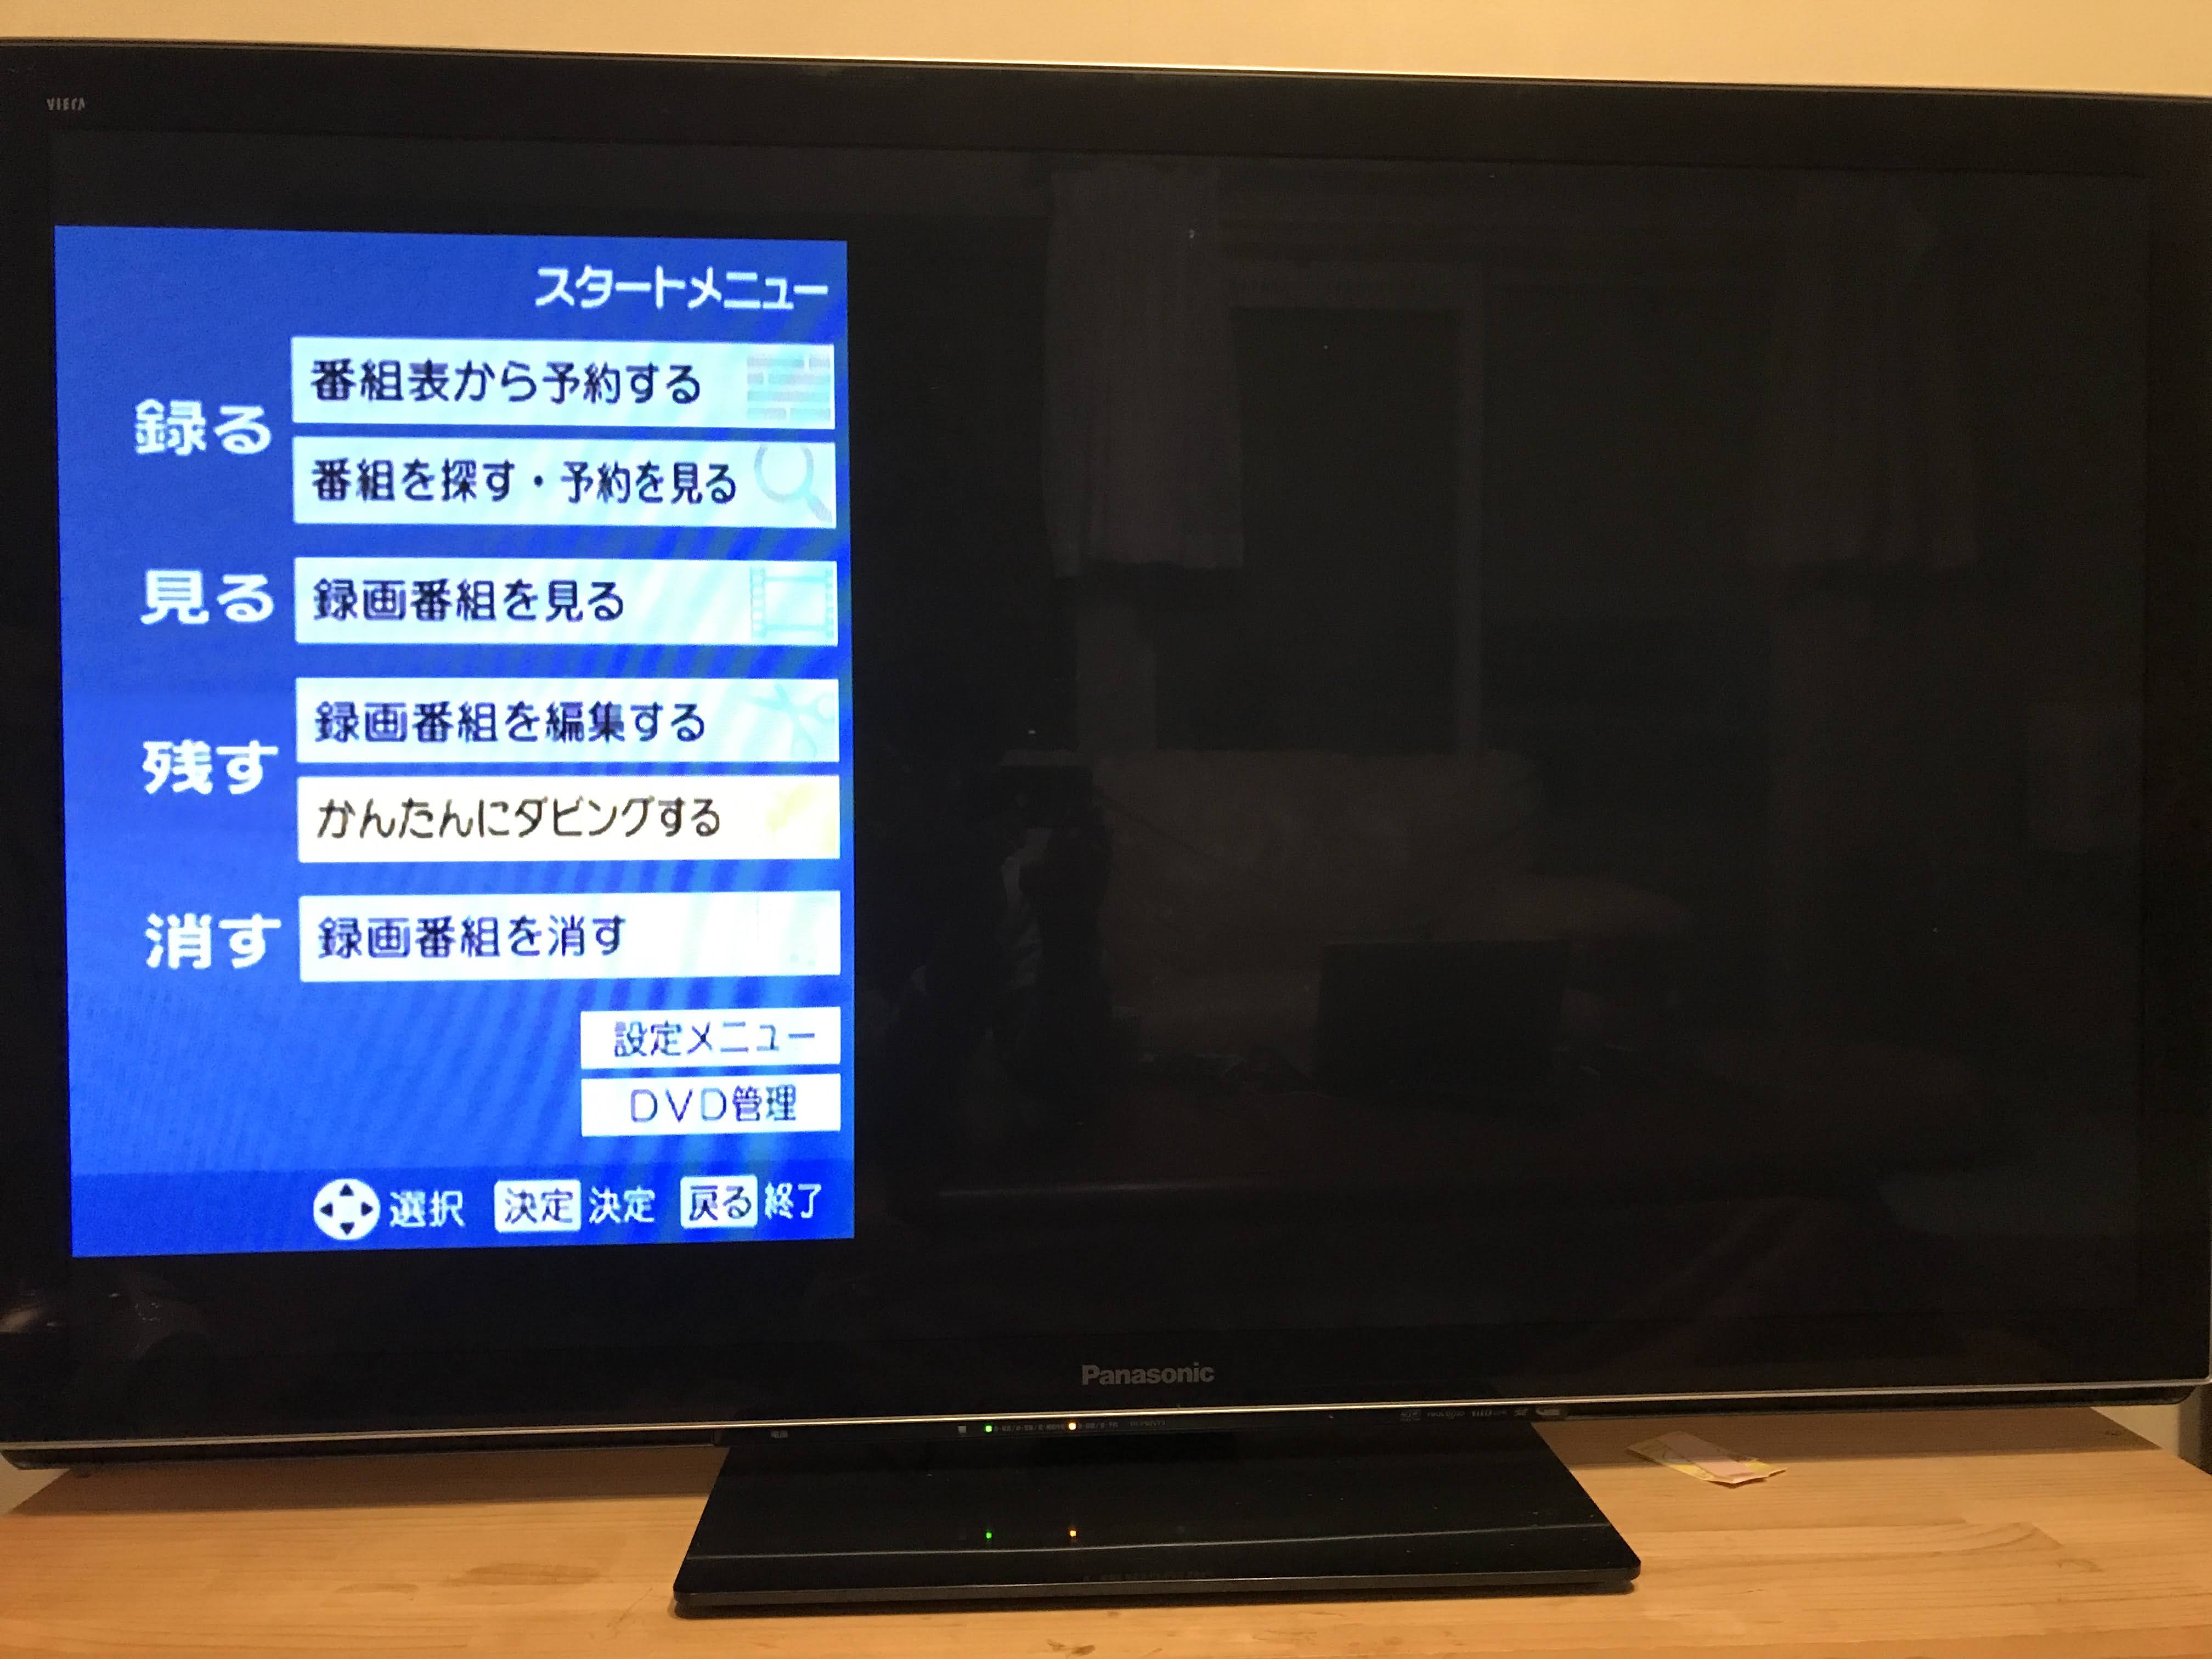 VIERA
スタートメニュー
録る
番組表から予約する
番組を探す・予約を見る
見る
録画番組を見る
残す
録画番組を編集する
かんたんにダビングする
消す
録画番組を消す
設定メニュー
DVD管理
選択 決定 決定 戻る 終了
Panasonic
電源